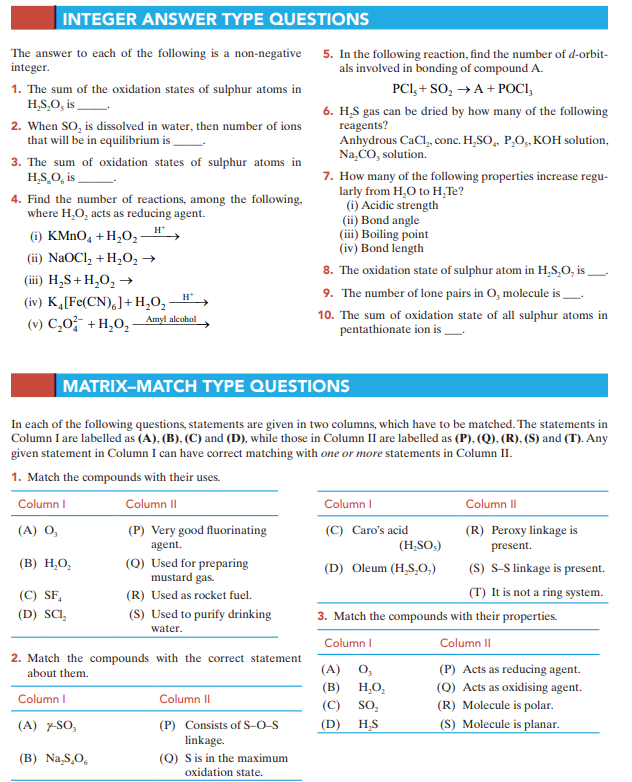 INTEGER ANSWER TYPE QUESTIONS
The answer to each of the following is a non-negative
integer.
1. The sum of the oxidation states of sulphur atoms in
H₂S₂O₅ is _____.
2. When SO₂ is dissolved in water, then number of ions
that will be in equilibrium is _____.
3. The sum of oxidation states of sulphur atoms in
H₂SₙO₆ is _____.
4. Find the number of reactions, among the following,
where H₂O₂ acts as reducing agent.
(i) KMnO₄ + H₂O₂ —H⁺→
(ii) NaOCl₂ + H₂O₂ →
(iii) H₂S + H₂O₂ →
(iv) K₄[Fe(CN)₆] + H₂O₂ —H⁺→
(v) C₂O₄²⁻ + H₂O₂ —Amyl alcohol→
5. In the following reaction, find the number of d-orbit-
als involved in bonding of compound A.
PCl₅ + SO₂ → A + POCl₃
6. H₂S gas can be dried by how many of the following
reagents?
Anhydrous CaCl₂, conc. H₂SO₄, P₂O₅, KOH solution,
Na₂CO₃ solution.
7. How many of the following properties increase regu-
larly from H₂O to H₂Te?
(i) Acidic strength
(ii) Bond angle
(iii) Boiling point
(iv) Bond length
8. The oxidation state of sulphur atom in H₂S₂O₇ is ___.
9. The number of lone pairs in O₃ molecule is ___.
10. The sum of oxidation state of all sulphur atoms in
pentathionate ion is ___.
MATRIX–MATCH TYPE QUESTIONS
In each of the following questions, statements are given in two columns, which have to be matched. The statements in
Column I are labelled as (A), (B), (C) and (D), while those in Column II are labelled as (P), (Q), (R), (S) and (T). Any
given statement in Column I can have correct matching with one or more statements in Column II.
1. Match the compounds with their uses.
Column I Column II
(A) O₃ (P) Very good fluorinating
agent.
(B) H₂O₂ (Q) Used for preparing
mustard gas.
(C) SF₄ (R) Used as rocket fuel.
(D) SCl₂ (S) Used to purify drinking
water.
2. Match the compounds with the correct statement
about them.
Column I Column II
(A) γ-SO₃ (P) Consists of S–O–S
linkage.
(B) Na₂S₄O₆ (Q) S is in the maximum
oxidation state.
Column I Column II
(C) Caro's acid (R) Peroxy linkage is
(H₂SO₅) present.
(D) Oleum (H₂S₂O₇) (S) S–S linkage is present.
(T) It is not a ring system.
3. Match the compounds with their properties.
Column I Column II
(A) O₃ (P) Acts as reducing agent.
(B) H₂O₂ (Q) Acts as oxidising agent.
(C) SO₂ (R) Molecule is polar.
(D) H₂S (S) Molecule is planar.